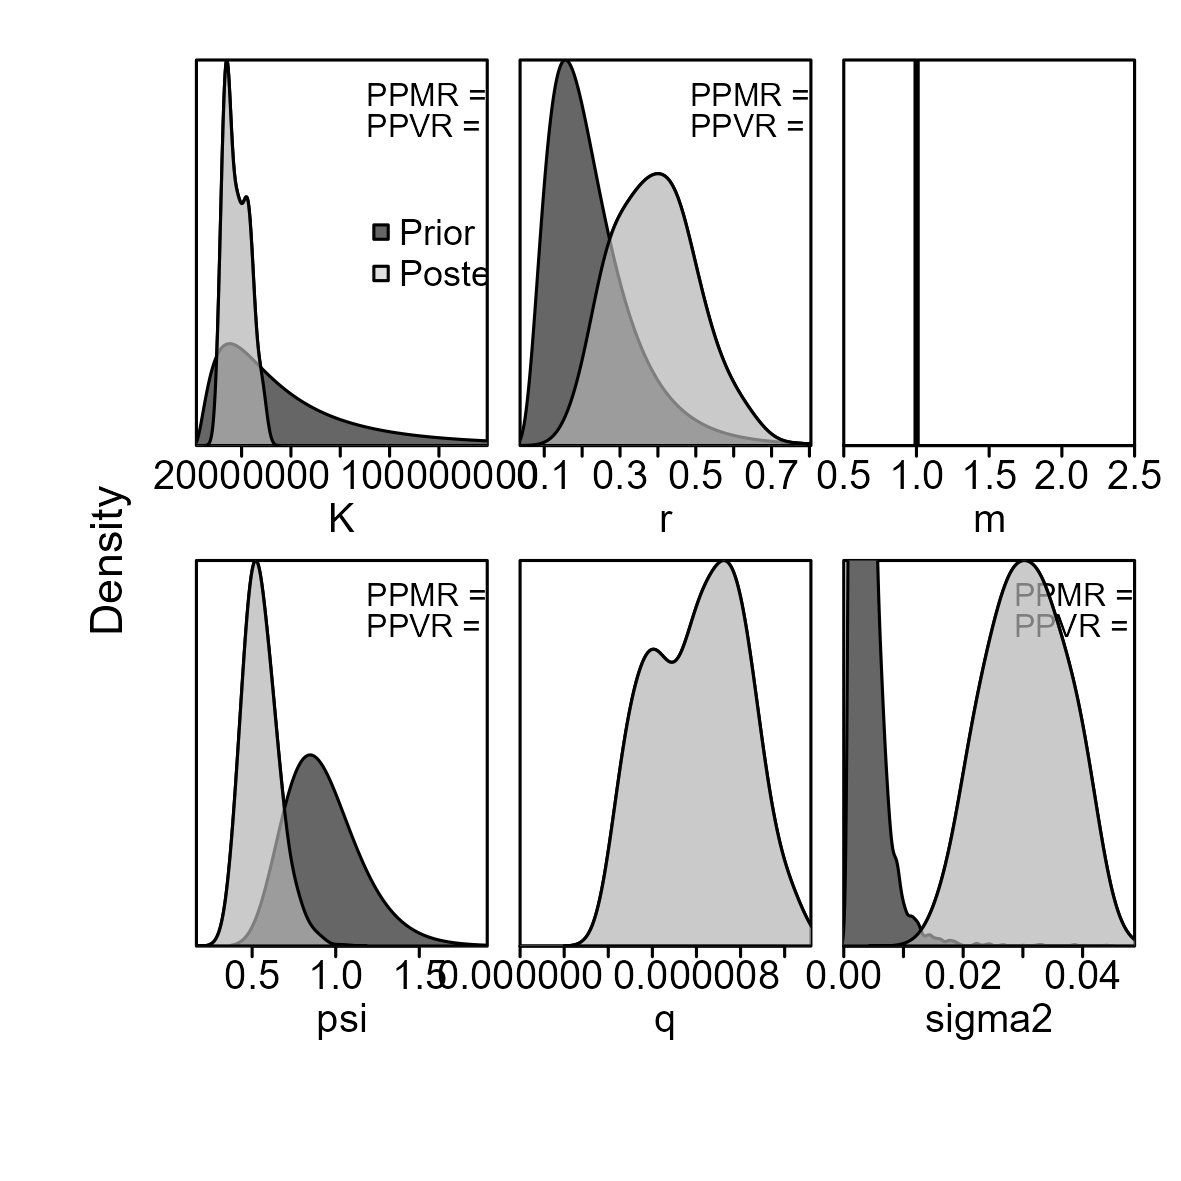 PPMR =
PPVR =
Prior
Poste
20000000 100000000
K
PPMR =
PPVR =
0.1 0.3 0.5 0.7
r
0.5 1.0 1.5 2.0 2.5
m
Density
PPMR =
PPVR =
0.5 1.0 1.5
psi
0.000000 0.000008
q
PPMR =
PPVR =
0.00 0.02 0.04
sigma2